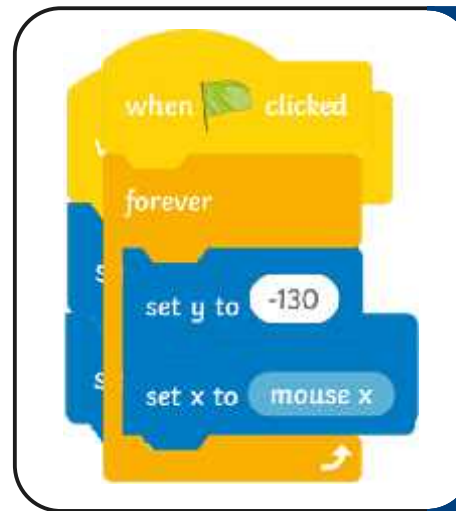 when clicked
forever
set y to -130
set x to mouse x